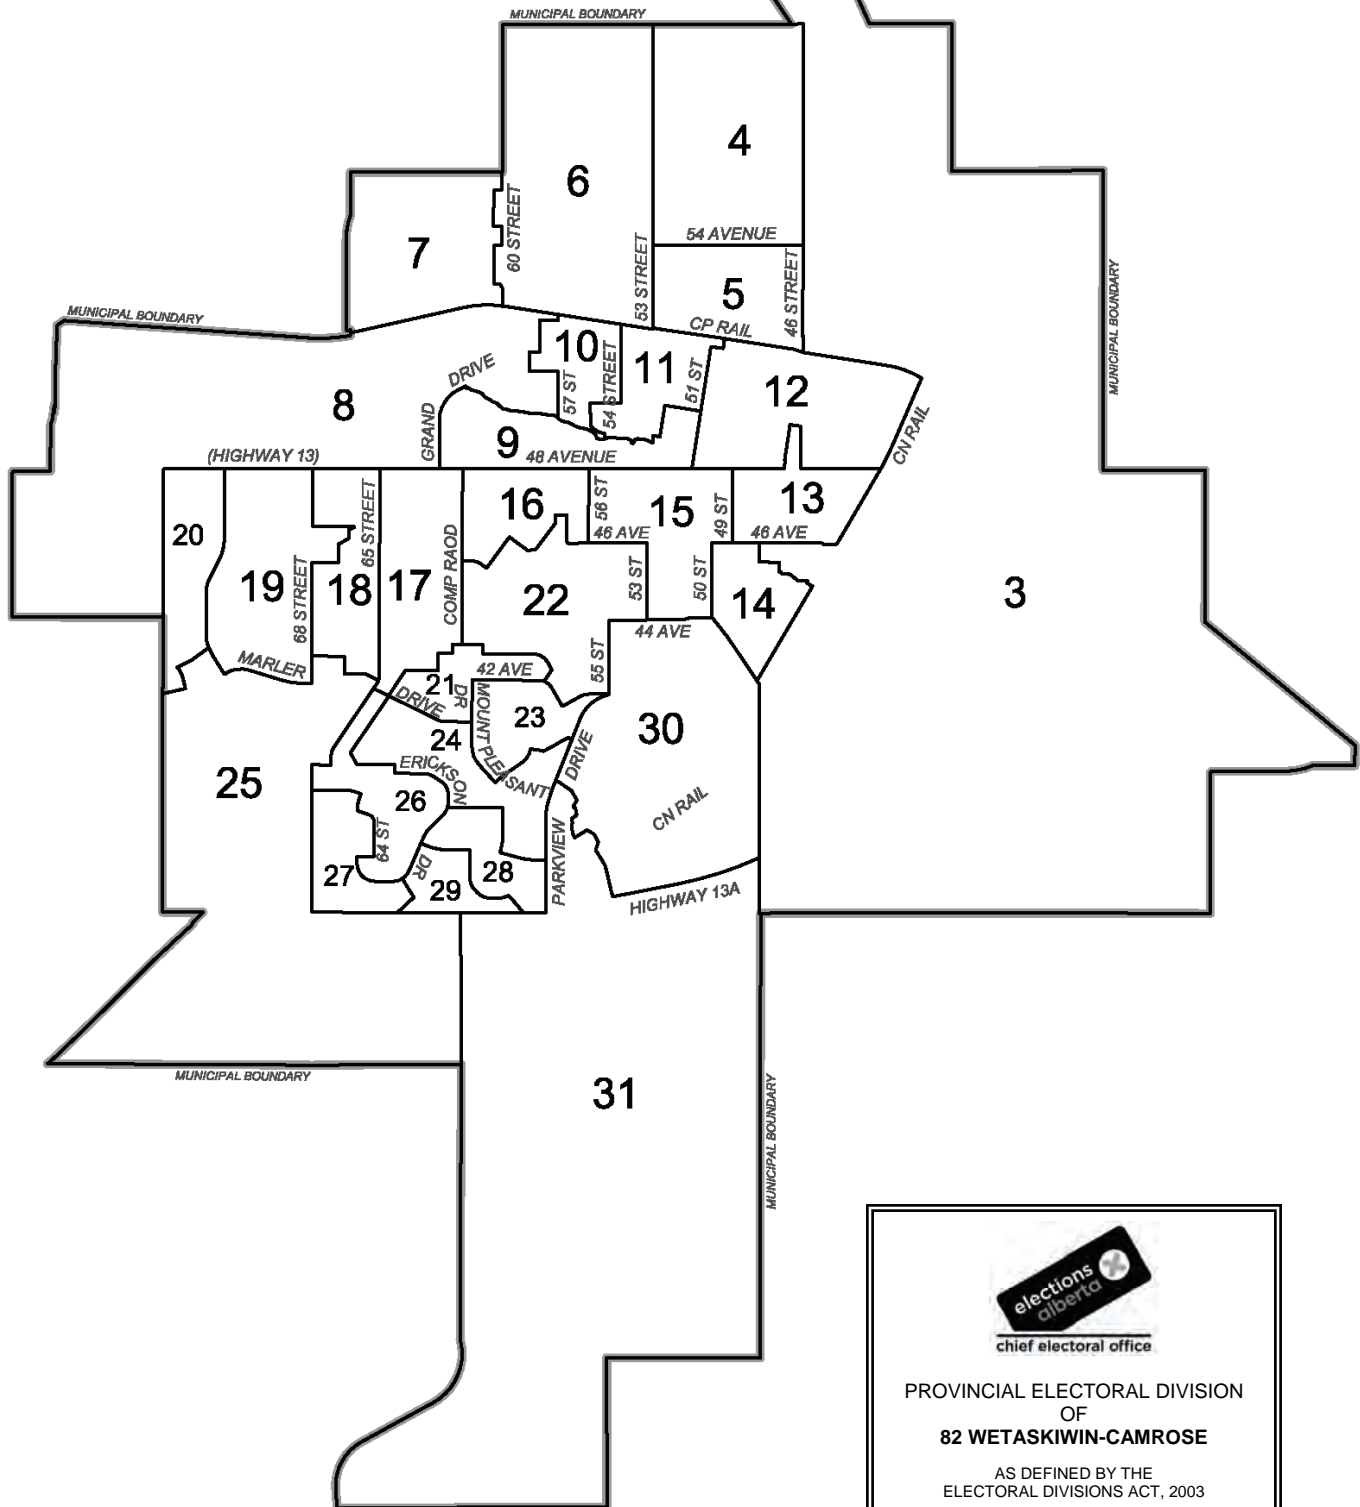 MUNICIPAL BOUNDARY
4
6
60 STREET
54 AVENUE
7
53 STREET
46 STREET
MUNICIPAL BOUNDARY
5
MUNICIPAL BOUNDARY
CP RAIL
10
54 STREET
11
DRIVE
57 ST
51 ST
12
8
GRAND
CN RAIL
9
(HIGHWAY 13)
48 AVENUE
16
56 ST
15
49 ST
13
20
65 STREET
46 AVE
46 AVE
COMP RAOD
19
68 STREET
18
17
22
53 ST
50 ST
14
3
44 AVE
MARLER
42 AVE
55 ST
21
DR
DRIVE
MOUNT PLEASANT
23
30
24
DRIVE
25
ERICKSON
26
CN RAIL
64 ST
PARKVIEW
27
DR
28
29
HIGHWAY 13A
MUNICIPAL BOUNDARY
31
MUNICIPAL BOUNDARY
elections
alberta
chief electoral office
PROVINCIAL ELECTORAL DIVISION
OF
82 WETASKIWIN-CAMROSE
AS DEFINED BY THE
ELECTORAL DIVISIONS ACT, 2003